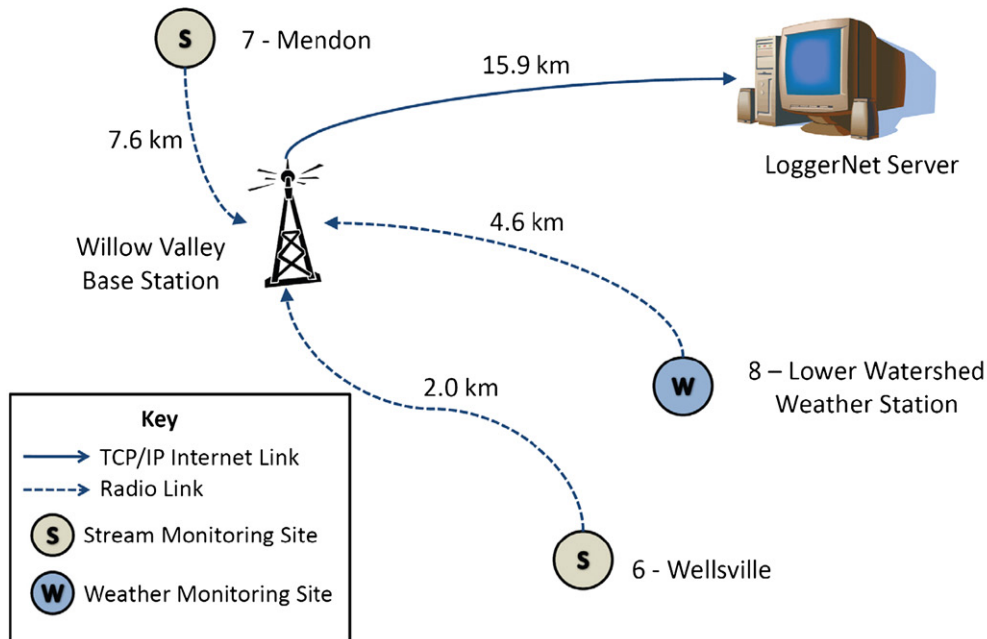 S
7 - Mendon
15.9 km
7.6 km
LoggerNet Server
4.6 km
Willow Valley
Base Station
W
8 – Lower Watershed
Weather Station
2.0 km
Key
TCP/IP Internet Link
Radio Link
S
Stream Monitoring Site
S
6 - Wellsville
W
Weather Monitoring Site